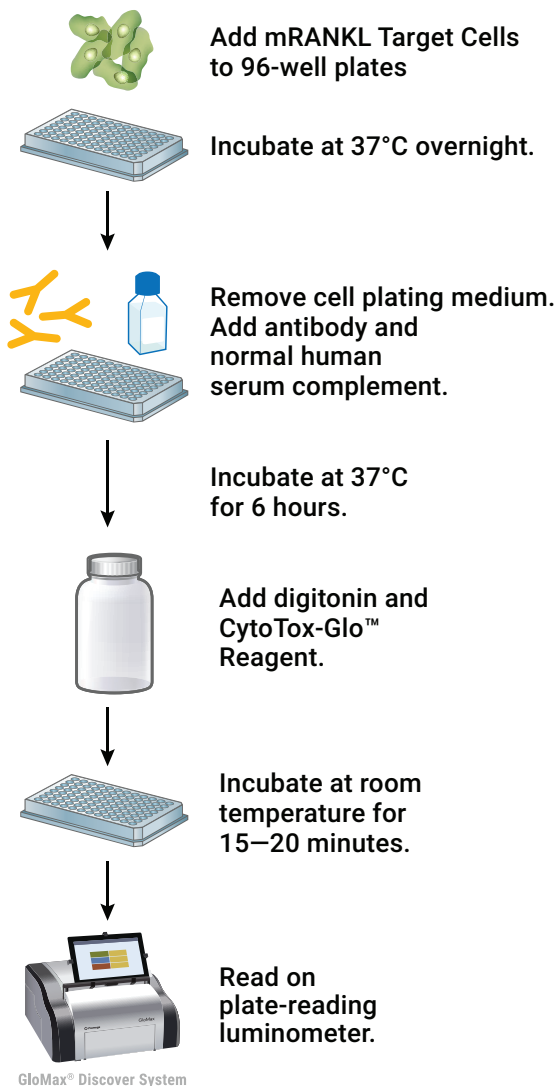 Add mRANKL Target Cells
to 96-well plates
Incubate at 37°C overnight.
Remove cell plating medium.
Add antibody and
normal human
serum complement.
Incubate at 37°C
for 6 hours.
Add digitonin and
CytoTox-Glo™
Reagent.
Incubate at room
temperature for
15—20 minutes.
Read on
plate-reading
luminometer.
GloMax
GloMax® Discover System